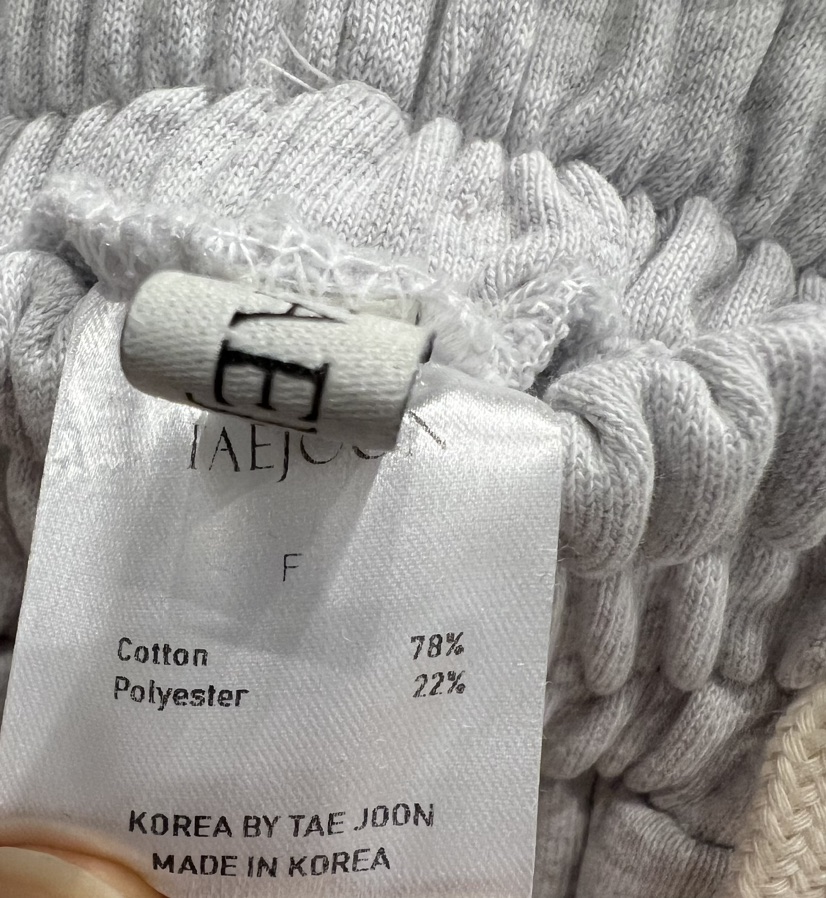 TAEJOON
F
Cotton 78%
Polyester 22%
KOREA BY TAE JOON
MADE IN KOREA